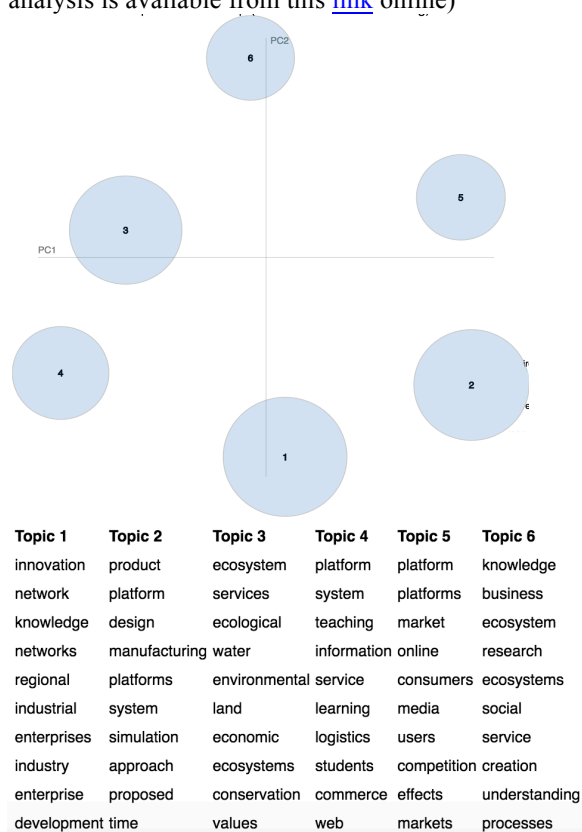 analysis is available from this link online)
6
PC2
5
3
PC1
4
2
1
Topic 1 Topic 2 Topic 3 Topic 4 Topic 5 Topic 6
innovation product ecosystem platform platform knowledge
network platform services system platforms business
knowledge design ecological teaching market ecosystem
networks manufacturing water information online research
regional platforms environmental service consumers ecosystems
industrial system land learning media social
enterprises simulation economic logistics users service
industry approach ecosystems students competition creation
enterprise proposed conservation commerce effects understanding
development time values web markets processes